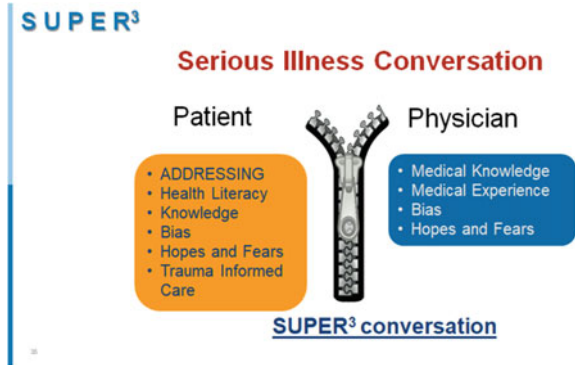 SUPER³
Serious Illness Conversation
Patient
Physician
• ADDRESSING
• Health Literacy
• Knowledge
• Bias
• Hopes and Fears
• Trauma Informed
Care
• Medical Knowledge
• Medical Experience
• Bias
• Hopes and Fears
SUPER³ conversation